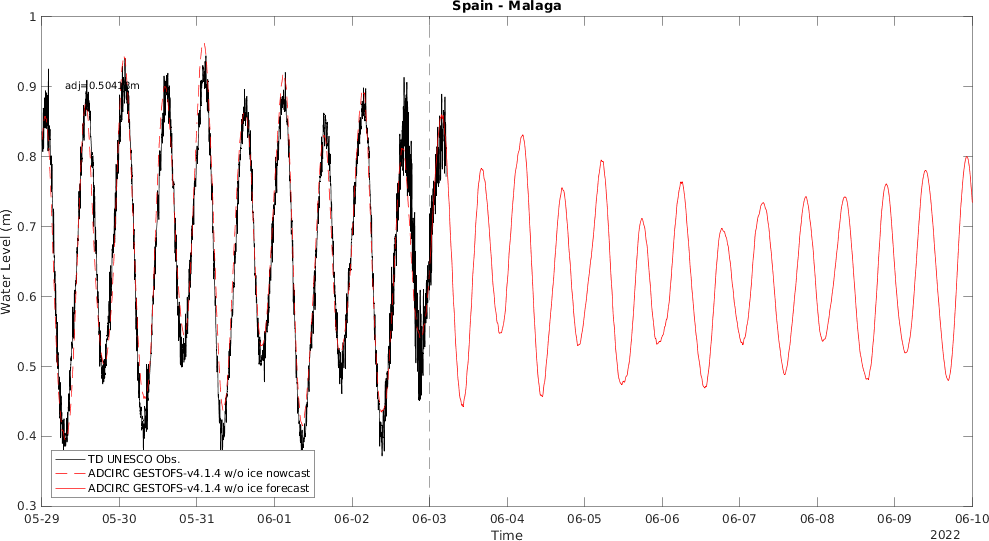 Spain - Malaga
1
0.9
0.8
0.7
0.6
0.5
0.4
0.3
Water Level (m)
TD UNESCO Obs.
ADCIRC GESTOFS-v4.1.4 w/o ice nowcast
ADCIRC GESTOFS-v4.1.4 w/o ice forecast
05-29 05-30 05-31 06-01 06-02 06-03 06-04 06-05 06-06 06-07 06-08 06-09 06-10
Time
2022